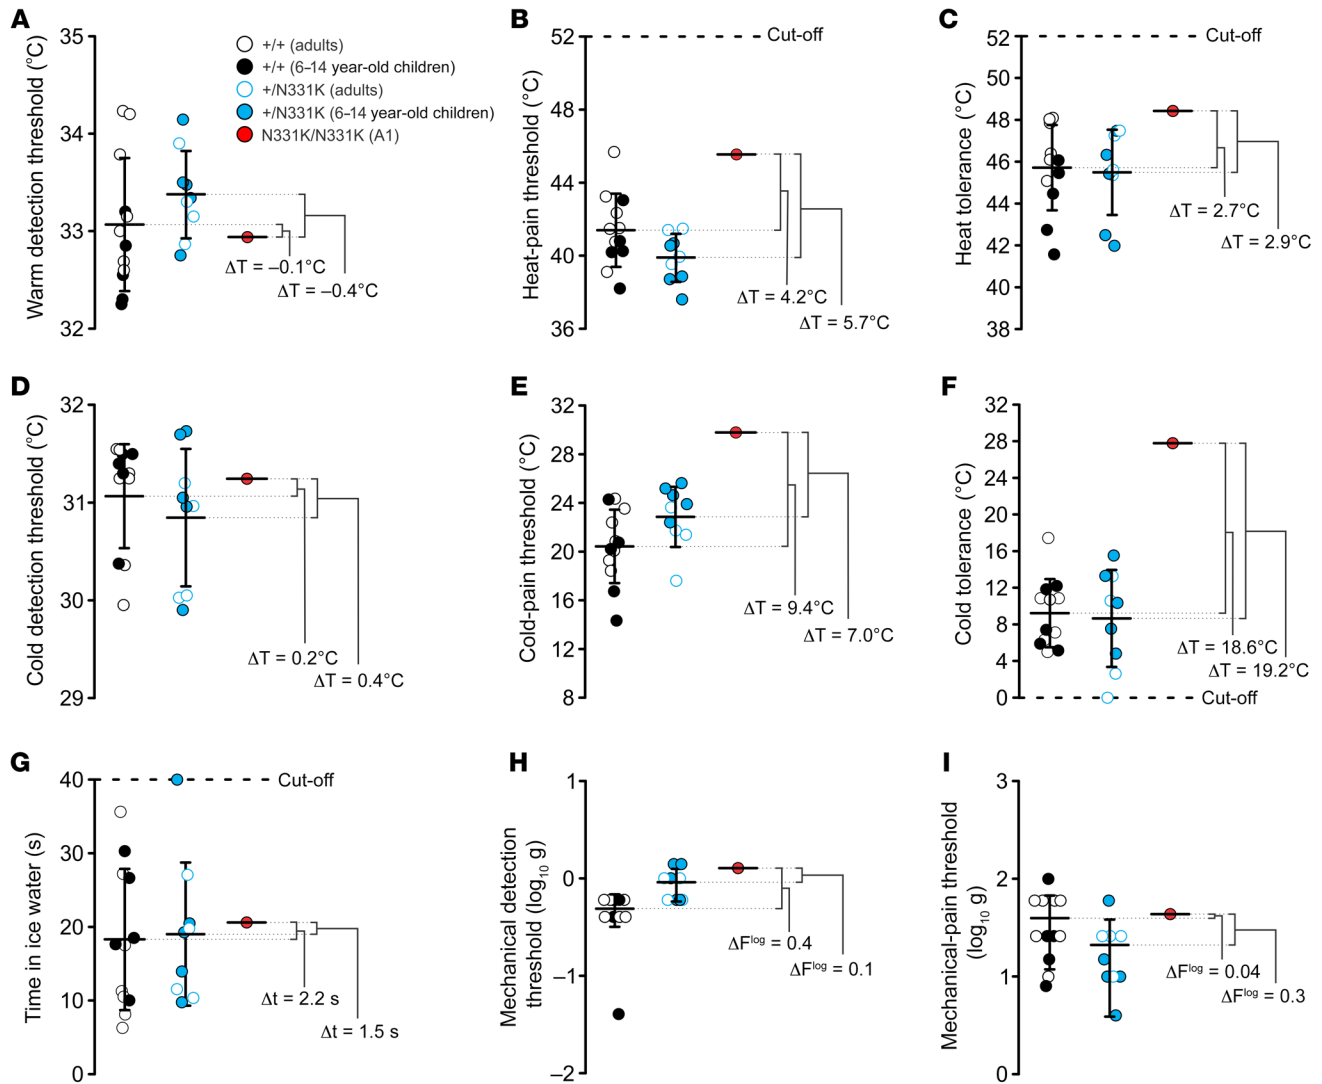 A
Warm detection threshold (°C)
35
34
33
32
+/+ (adults)
+/+ (6–14 year-old children)
+/N331K (adults)
+/N331K (6–14 year-old children)
N331K/N331K (A1)
ΔT = –0.1°C
ΔT = –0.4°C
B
Heat-pain threshold (°C)
52
48
44
40
36
Cut-off
ΔT = 4.2°C
ΔT = 5.7°C
C
Heat tolerance (°C)
52
50
48
46
44
42
40
38
Cut-off
ΔT = 2.7°C
ΔT = 2.9°C
D
Cold detection threshold (°C)
32
31
30
29
ΔT = 0.2°C
ΔT = 0.4°C
E
Cold-pain threshold (°C)
32
28
24
20
16
12
8
ΔT = 9.4°C
ΔT = 7.0°C
F
Cold tolerance (°C)
32
28
24
20
16
12
8
4
0
ΔT = 18.6°C
ΔT = 19.2°C
Cut-off
G
Time in ice water (s)
40
30
20
10
0
Cut-off
Δt = 2.2 s
Δt = 1.5 s
H
Mechanical detection
threshold (log10 g)
1
0
–1
–2
ΔFlog = 0.4
ΔFlog = 0.1
I
Mechanical-pain threshold
(log10 g)
3
2
1
0
ΔFlog = 0.04
ΔFlog = 0.3